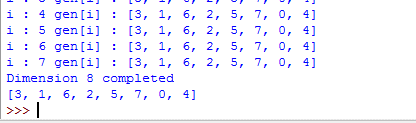 i : 4 gen[i] : [3, 1, 6, 2, 5, 7, 0, 4]
i : 5 gen[i] : [3, 1, 6, 2, 5, 7, 0, 4]
i : 6 gen[i] : [3, 1, 6, 2, 5, 7, 0, 4]
i : 7 gen[i] : [3, 1, 6, 2, 5, 7, 0, 4]
Dimension 8 completed
[3, 1, 6, 2, 5, 7, 0, 4]
>>>